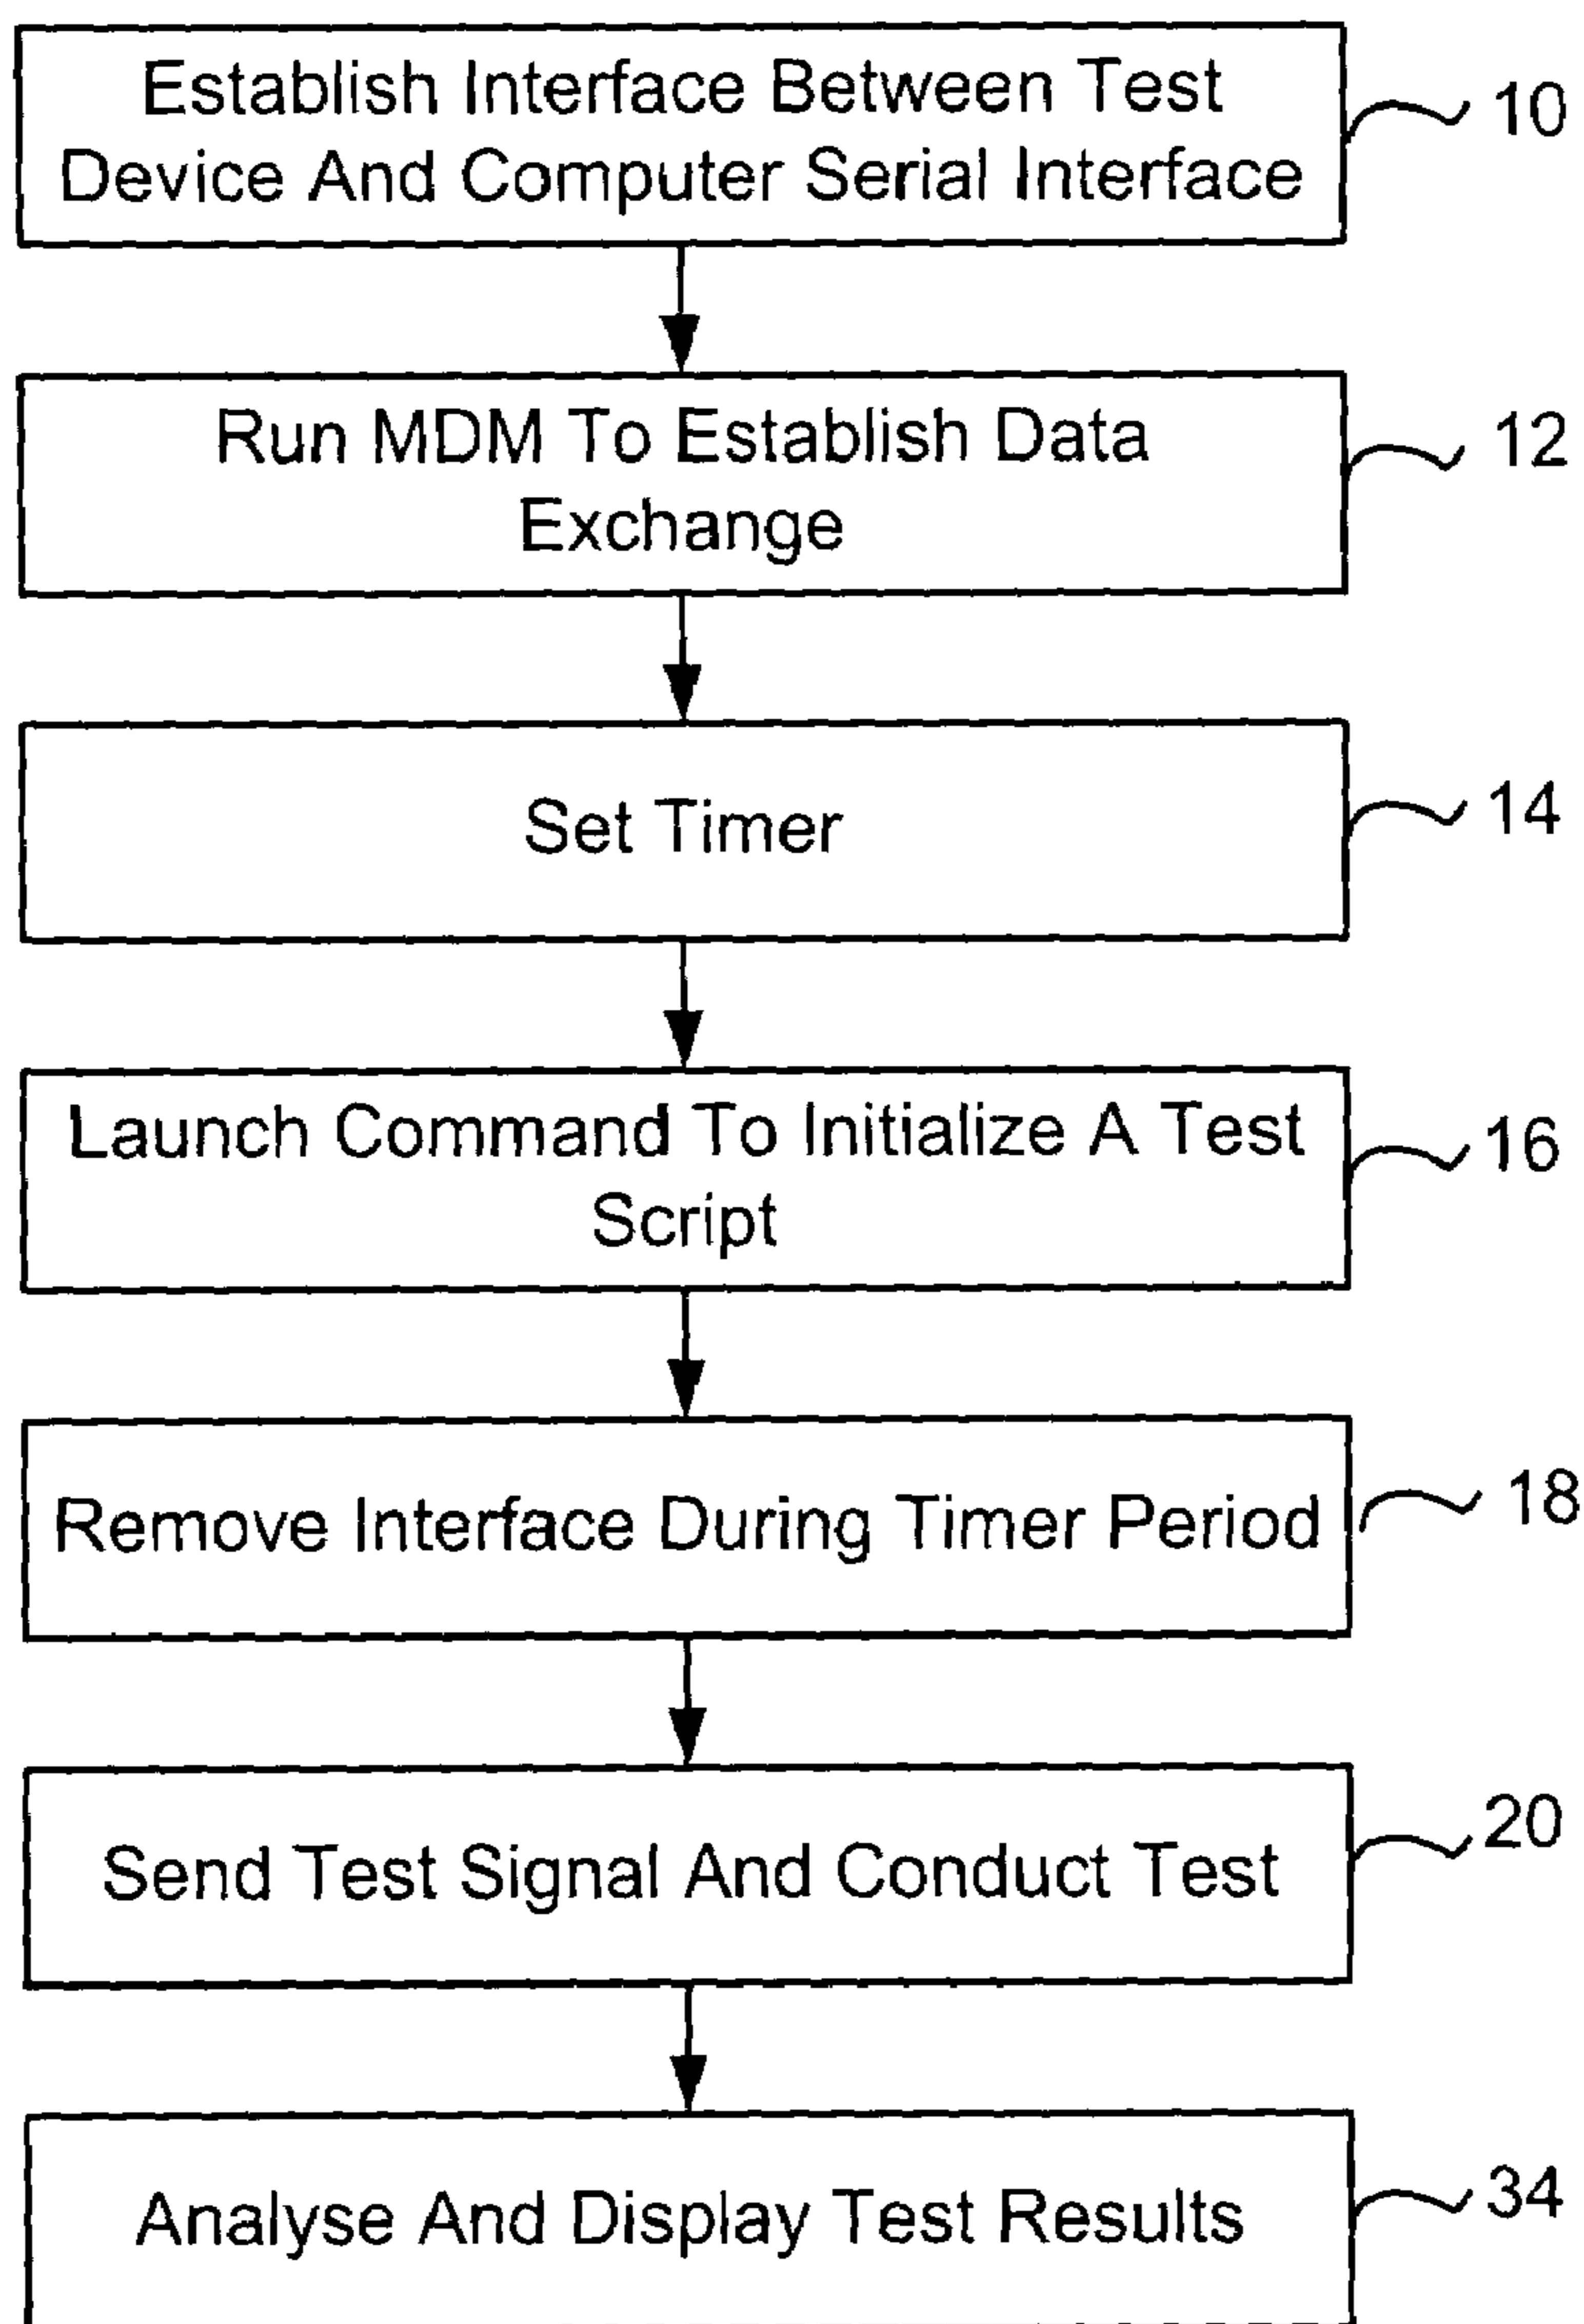 Establish Interface Between Test
Device And Computer Serial Interface
10
Run MDM To Establish Data
Exchange
12
Set Timer
14
Launch Command To Initialize A Test
Script
16
Remove Interface During Timer Period
18
Send Test Signal And Conduct Test
20
Analyse And Display Test Results
34